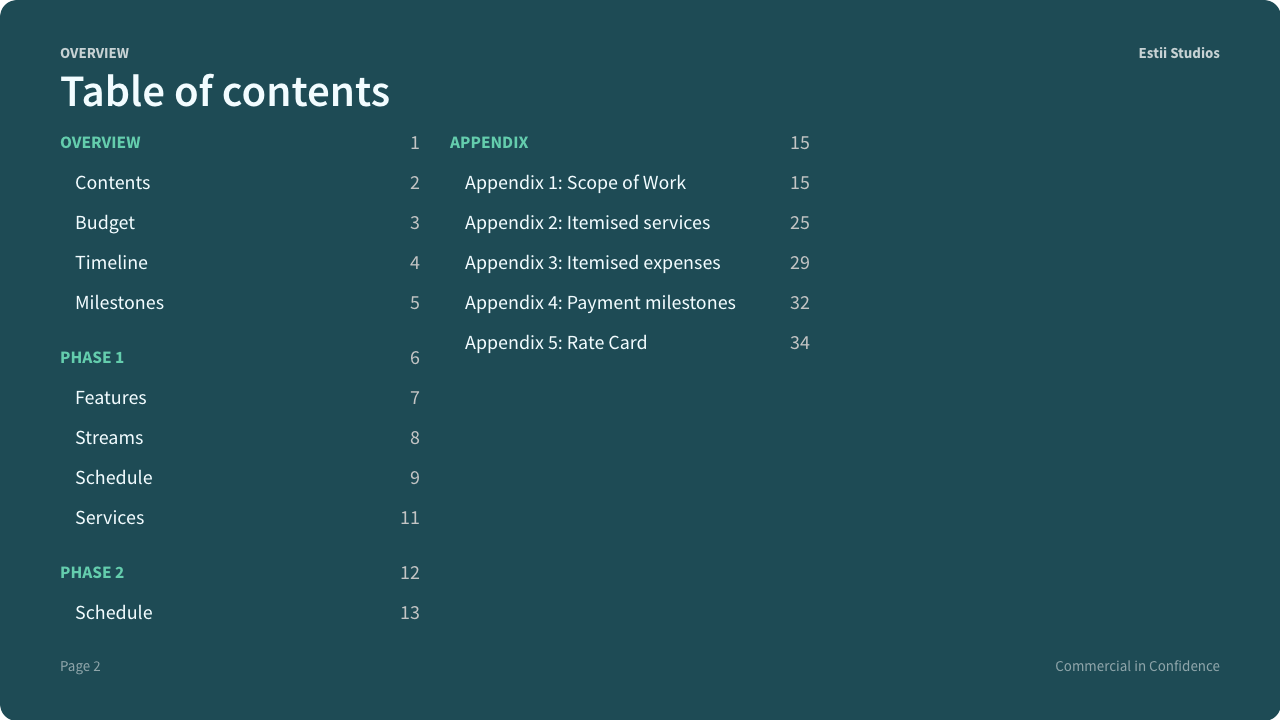 OVERVIEW
Estii Studios
Table of contents
OVERVIEW 1
Contents 2
Budget 3
Timeline 4
Milestones 5
PHASE 1 6
Features 7
Streams 8
Schedule 9
Services 11
PHASE 2 12
Schedule 13
APPENDIX 15
Appendix 1: Scope of Work 15
Appendix 2: Itemised services 25
Appendix 3: Itemised expenses 29
Appendix 4: Payment milestones 32
Appendix 5: Rate Card 34
Page 2
Commercial in Confidence